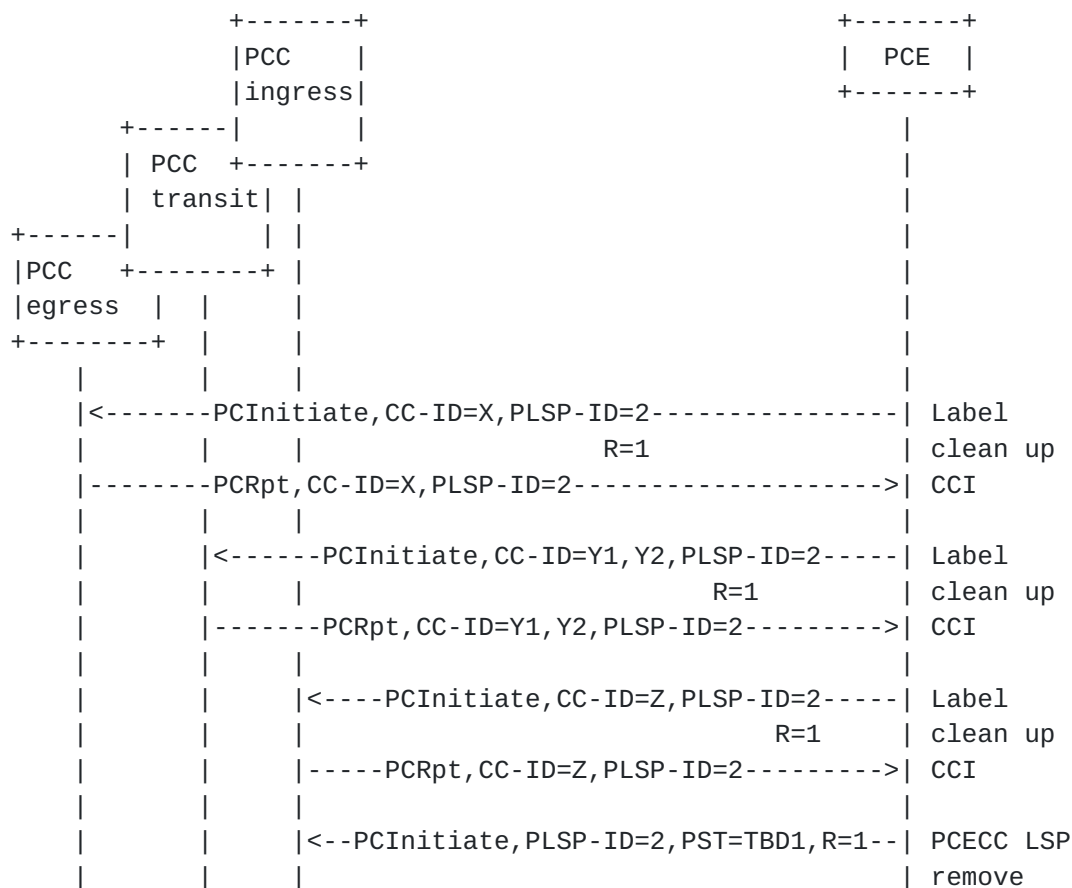 +-------+                              +-------+
              |PCC    |                              |  PCE  |
              |ingress|                              +-------+
       +------|       |                                  |
       | PCC  +-------+                                  |
       | transit| |                                      |
+------|        | |                                      |
|PCC   +--------+ |                                      |
|egress  |  |     |                                      |
+--------+  |     |                                      |
    |       |     |                                      |
    |<-------PCInitiate,CC-ID=X,PLSP-ID=2----------------| Label
    |       |     |                   R=1                | clean up
    |--------PCRpt,CC-ID=X,PLSP-ID=2-------------------->| CCI
    |       |     |                                      |
    |       |<------PCInitiate,CC-ID=Y1,Y2,PLSP-ID=2-----| Label
    |       |     |                          R=1         | clean up
    |       |-------PCRpt,CC-ID=Y1,Y2,PLSP-ID=2--------->| CCI
    |       |     |                                      |
    |       |     |<----PCInitiate,CC-ID=Z,PLSP-ID=2-----| Label
    |       |     |                              R=1     | clean up
    |       |     |-----PCRpt,CC-ID=Z,PLSP-ID=2--------->| CCI
    |       |     |                                      |
    |       |     |<--PCInitiate,PLSP-ID=2,PST=TBD1,R=1--| PCECC LSP
    |       |     |                                      | remove